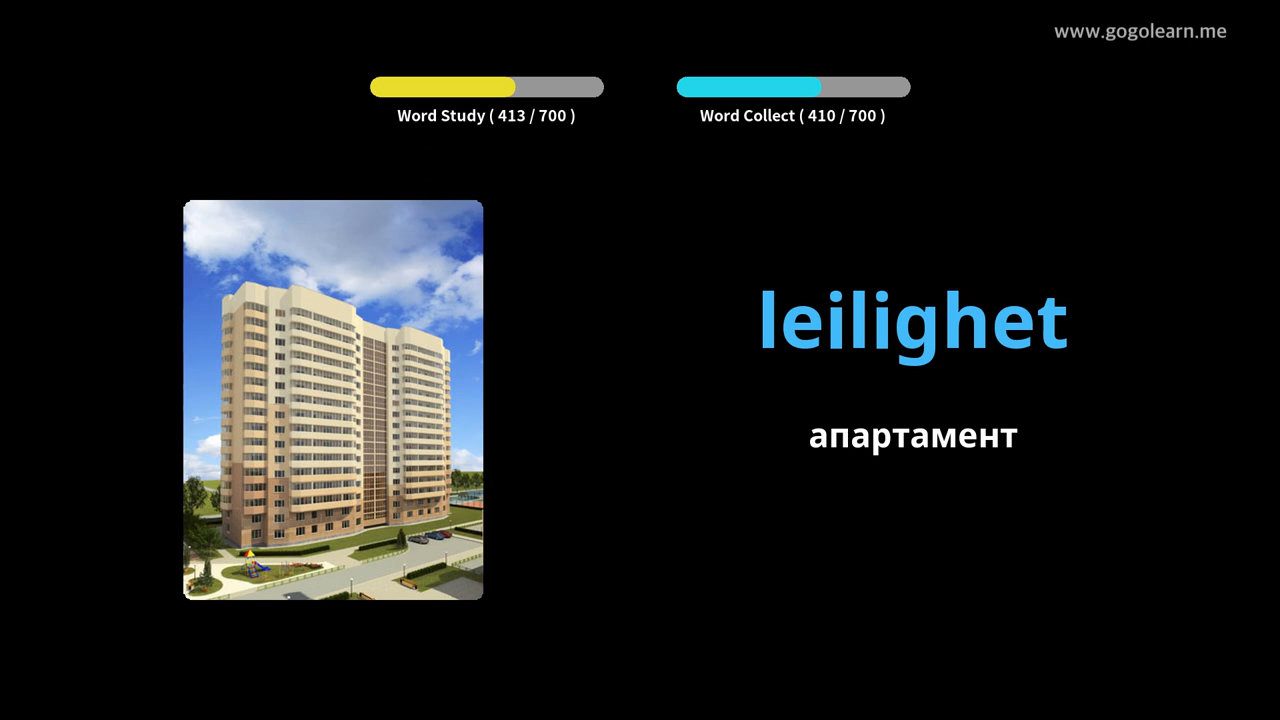 www.gogolearn.me
Word Study ( 413 / 700 )
Word Collect ( 410 / 700 )
leilighet
апартамент